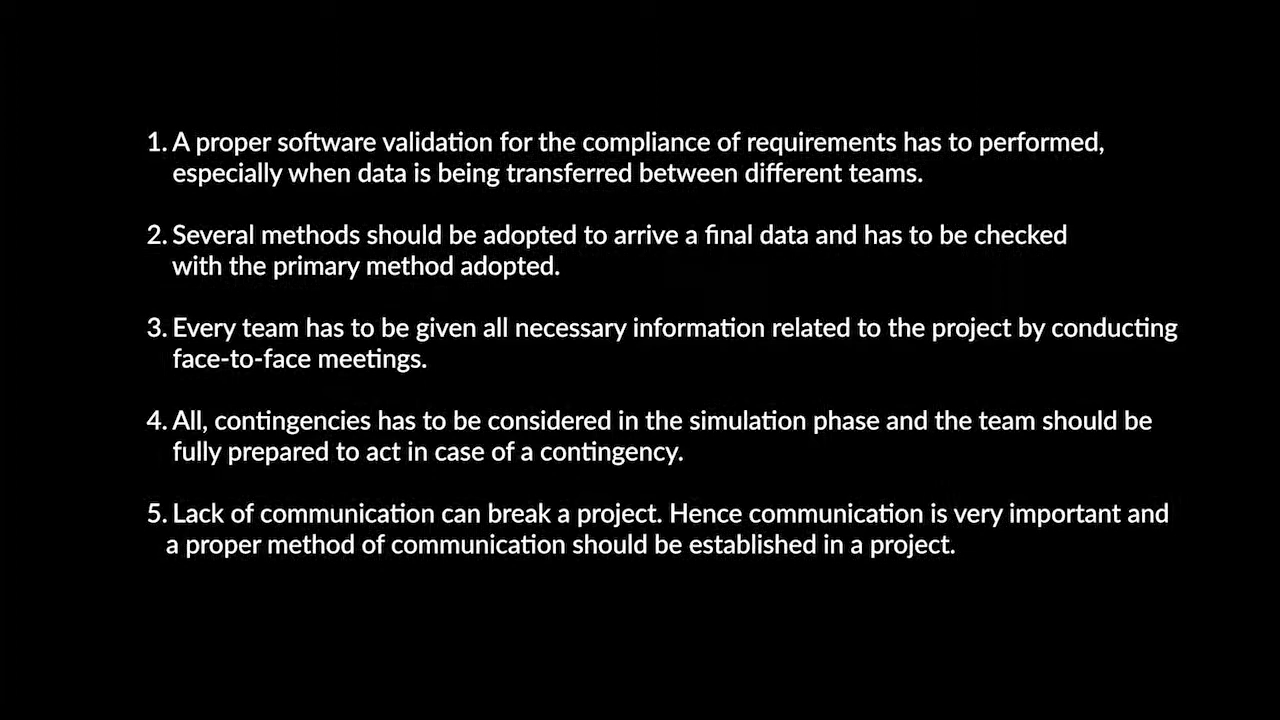 1. A proper software validation for the compliance of requirements has to performed,
especially when data is being transferred between different teams.
2. Several methods should be adopted to arrive a final data and has to be checked
with the primary method adopted.
3. Every team has to be given all necessary information related to the project by conducting
face-to-face meetings.
4. All, contingencies has to be considered in the simulation phase and the team should be
fully prepared to act in case of a contingency.
5. Lack of communication can break a project. Hence communication is very important and
a proper method of communication should be established in a project.